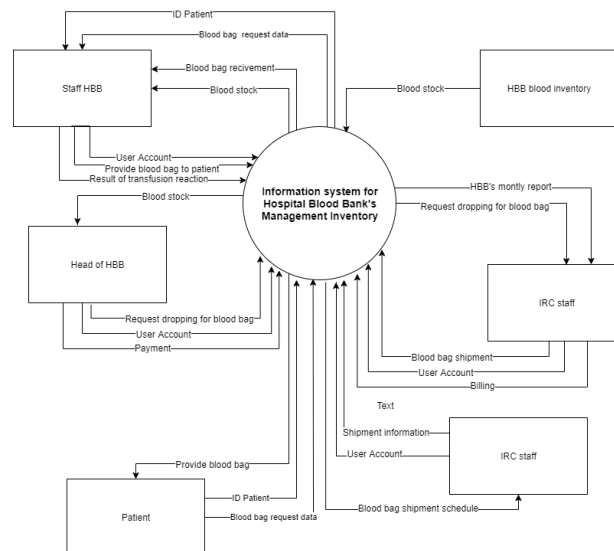 ID Patient
Blood bag  request data
Blood bag recivement
Blood stock
Staff HBB
User Account
Provide blood bag to patient
Result of transfusion reaction
Blood stock
HBB blood inventory
Information system for
Hospital Blood Bank's
Management Inventory
Blood stock
Head of HBB
Request dropping for blood bag
User Account
Payment
HBB's montly report
Request dropping for blood bag
IRC staff
Blood bag shipment
User Account
Billing
Text
Shipment information
User Account
IRC staff
Blood bag shipment schedule
Provide blood bag
Patient
ID Patient
Blood bag request data